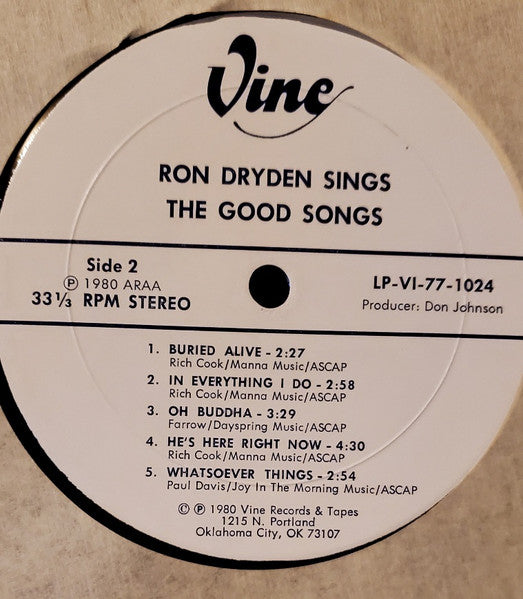 Vine
RON DRYDEN SINGS
THE GOOD SONGS
Side 2
Ⓟ 1980 ARAA
33⅓ RPM STEREO
LP-VI-77-1024
Producer: Don Johnson
1. BURIED ALIVE - 2:27
Rich Cook/Manna Music/ASCAP
2. IN EVERYTHING I DO - 2:58
Rich Cook/Manna Music/ASCAP
3. OH BUDDHA - 3:29
Farrow/Dayspring Music/ASCAP
4. HE'S HERE RIGHT NOW - 4:30
Rich Cook/Manna Music/ASCAP
5. WHATSOEVER THINGS - 2:54
Paul Davis/Joy In The Morning Music/ASCAP
© Ⓟ 1980 Vine Records & Tapes
1215 N. Portland
Oklahoma City, OK 73107